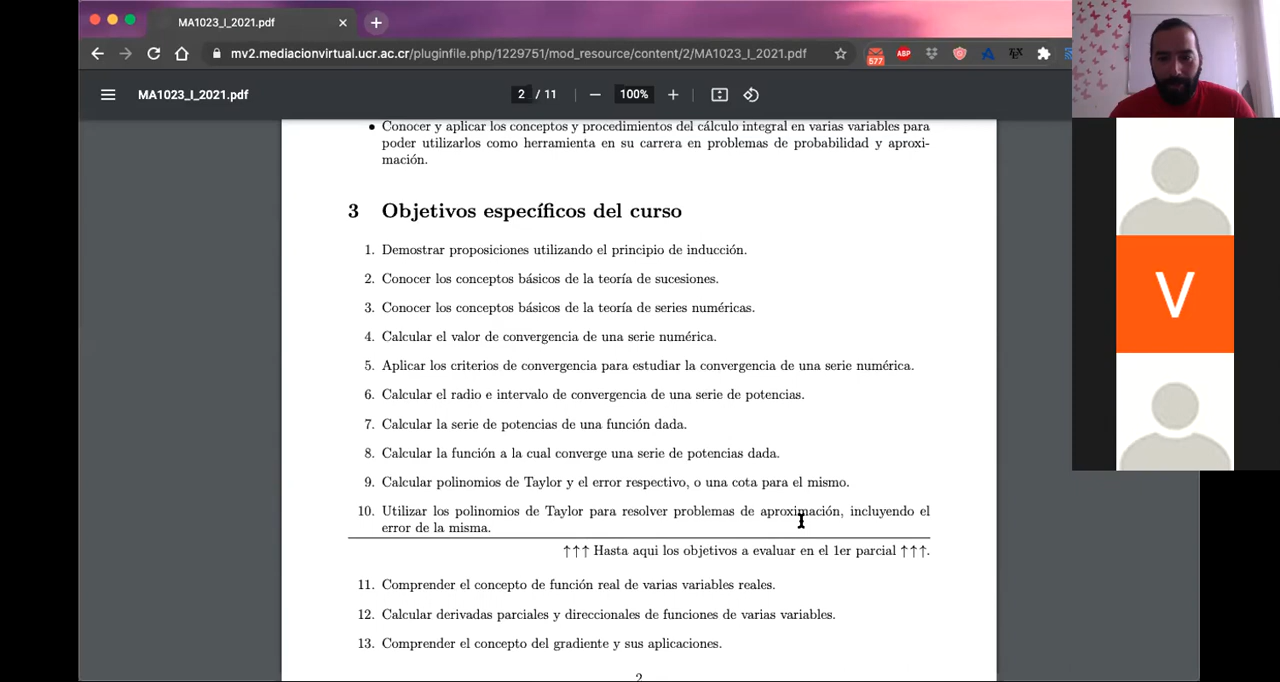 MA1023_I_2021.pdf
mv2.mediacionvirtual.ucr.ac.cr/pluginfile.php/1229751/mod_resource/content/2/MA1023_I_2021.pdf
577
ABP
MA1023_I_2021.pdf
2 / 11
100%
• Conocer y aplicar los conceptos y procedimientos del cálculo integral en varias variables para
poder utilizarlos como herramienta en su carrera en problemas de probabilidad y aproxi-
mación.
3 Objetivos específicos del curso
1. Demostrar proposiciones utilizando el principio de inducción.
2. Conocer los conceptos básicos de la teoría de sucesiones.
3. Conocer los conceptos básicos de la teoría de series numéricas.
4. Calcular el valor de convergencia de una serie numérica.
5. Aplicar los criterios de convergencia para estudiar la convergencia de una serie numérica.
6. Calcular el radio e intervalo de convergencia de una serie de potencias.
7. Calcular la serie de potencias de una función dada.
8. Calcular la función a la cual converge una serie de potencias dada.
9. Calcular polinomios de Taylor y el error respectivo, o una cota para el mismo.
10. Utilizar los polinomios de Taylor para resolver problemas de aproximación, incluyendo el
error de la misma.
↑↑↑ Hasta aqui los objetivos a evaluar en el 1er parcial ↑↑↑.
11. Comprender el concepto de función real de varias variables reales.
12. Calcular derivadas parciales y direccionales de funciones de varias variables.
13. Comprender el concepto del gradiente y sus aplicaciones.
2
V